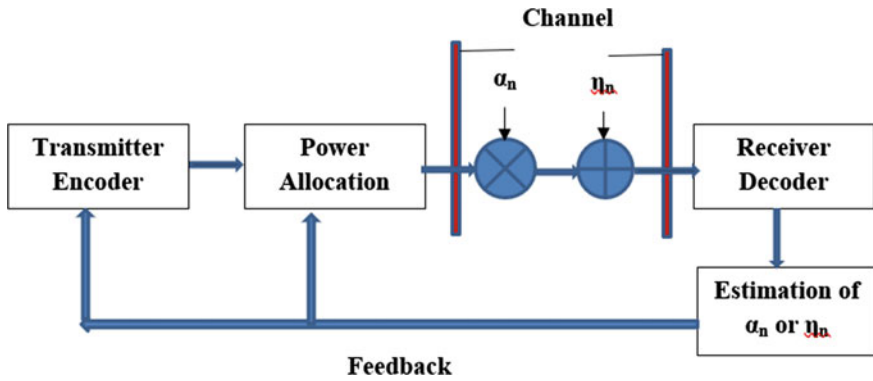 Channel
αₙ
ηₙ
Transmitter
Encoder
Power
Allocation
Receiver
Decoder
Estimation of
αₙ or ηₙ
Feedback